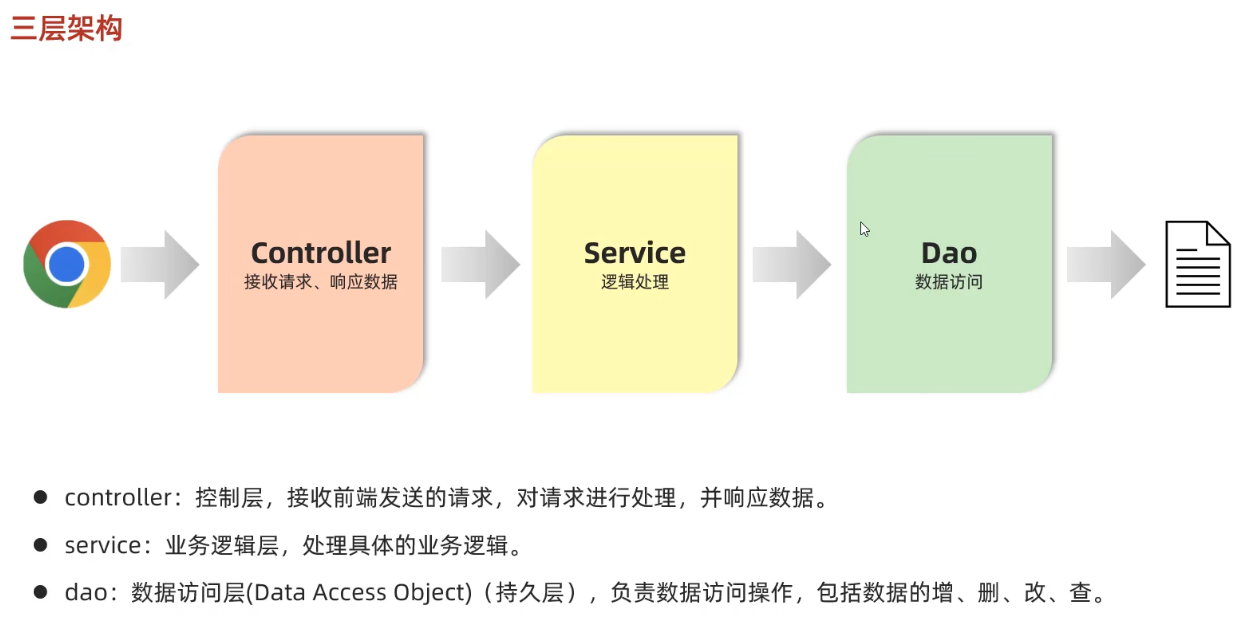 三层架构
Controller
接收请求、响应数据
Service
逻辑处理
Dao
数据访问
controller：控制层，接收前端发送的请求，对请求进行处理，并响应数据。
service：业务逻辑层，处理具体的业务逻辑。
dao：数据访问层(Data Access Object)（持久层），负责数据访问操作，包括数据的增、删、改、查。